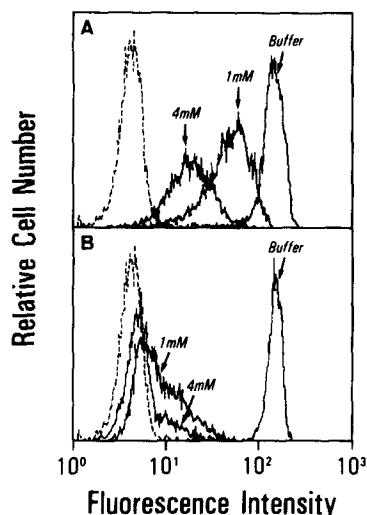 A
Buffer
1mM
4mM
B
Buffer
1mM
4mM
Relative Cell Number
10⁰ 10¹ 10² 10³
Fluorescence Intensity